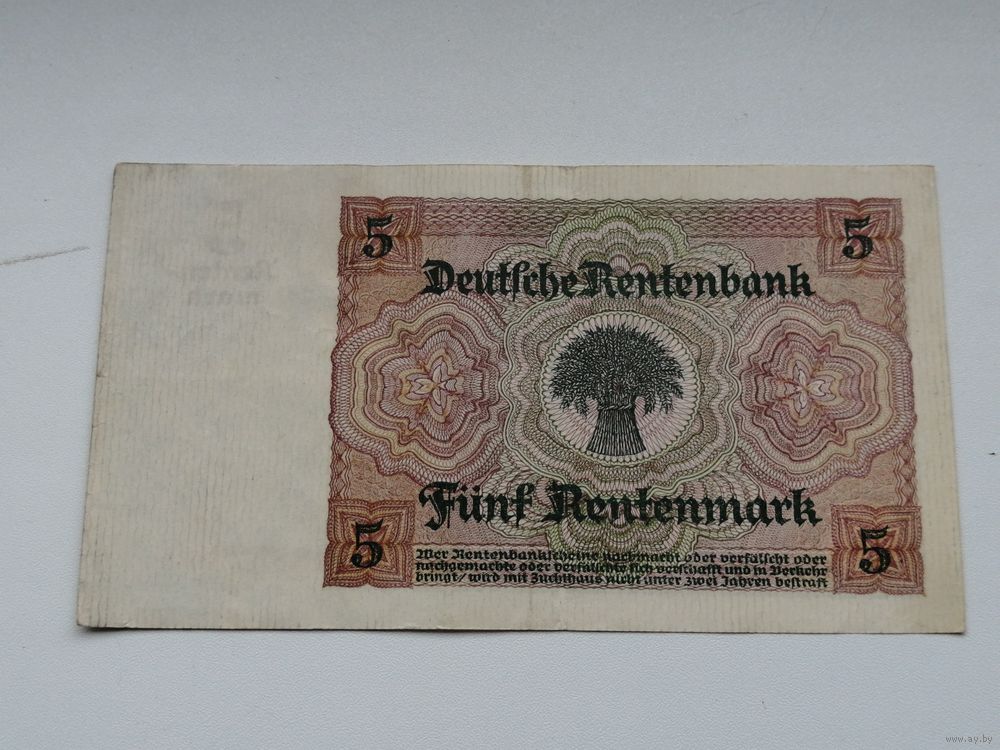 5 5
Deutsche Rentenbank
Fünf Rentenmark
5 5
Wer Rentenbankscheine nachmacht oder verfälscht oder
nachgemachte oder verfälschte sich verschafft und in Verkehr
bringt/wird mit Zuchthaus nicht unter zwei Jahren bestraft
www.ay.by